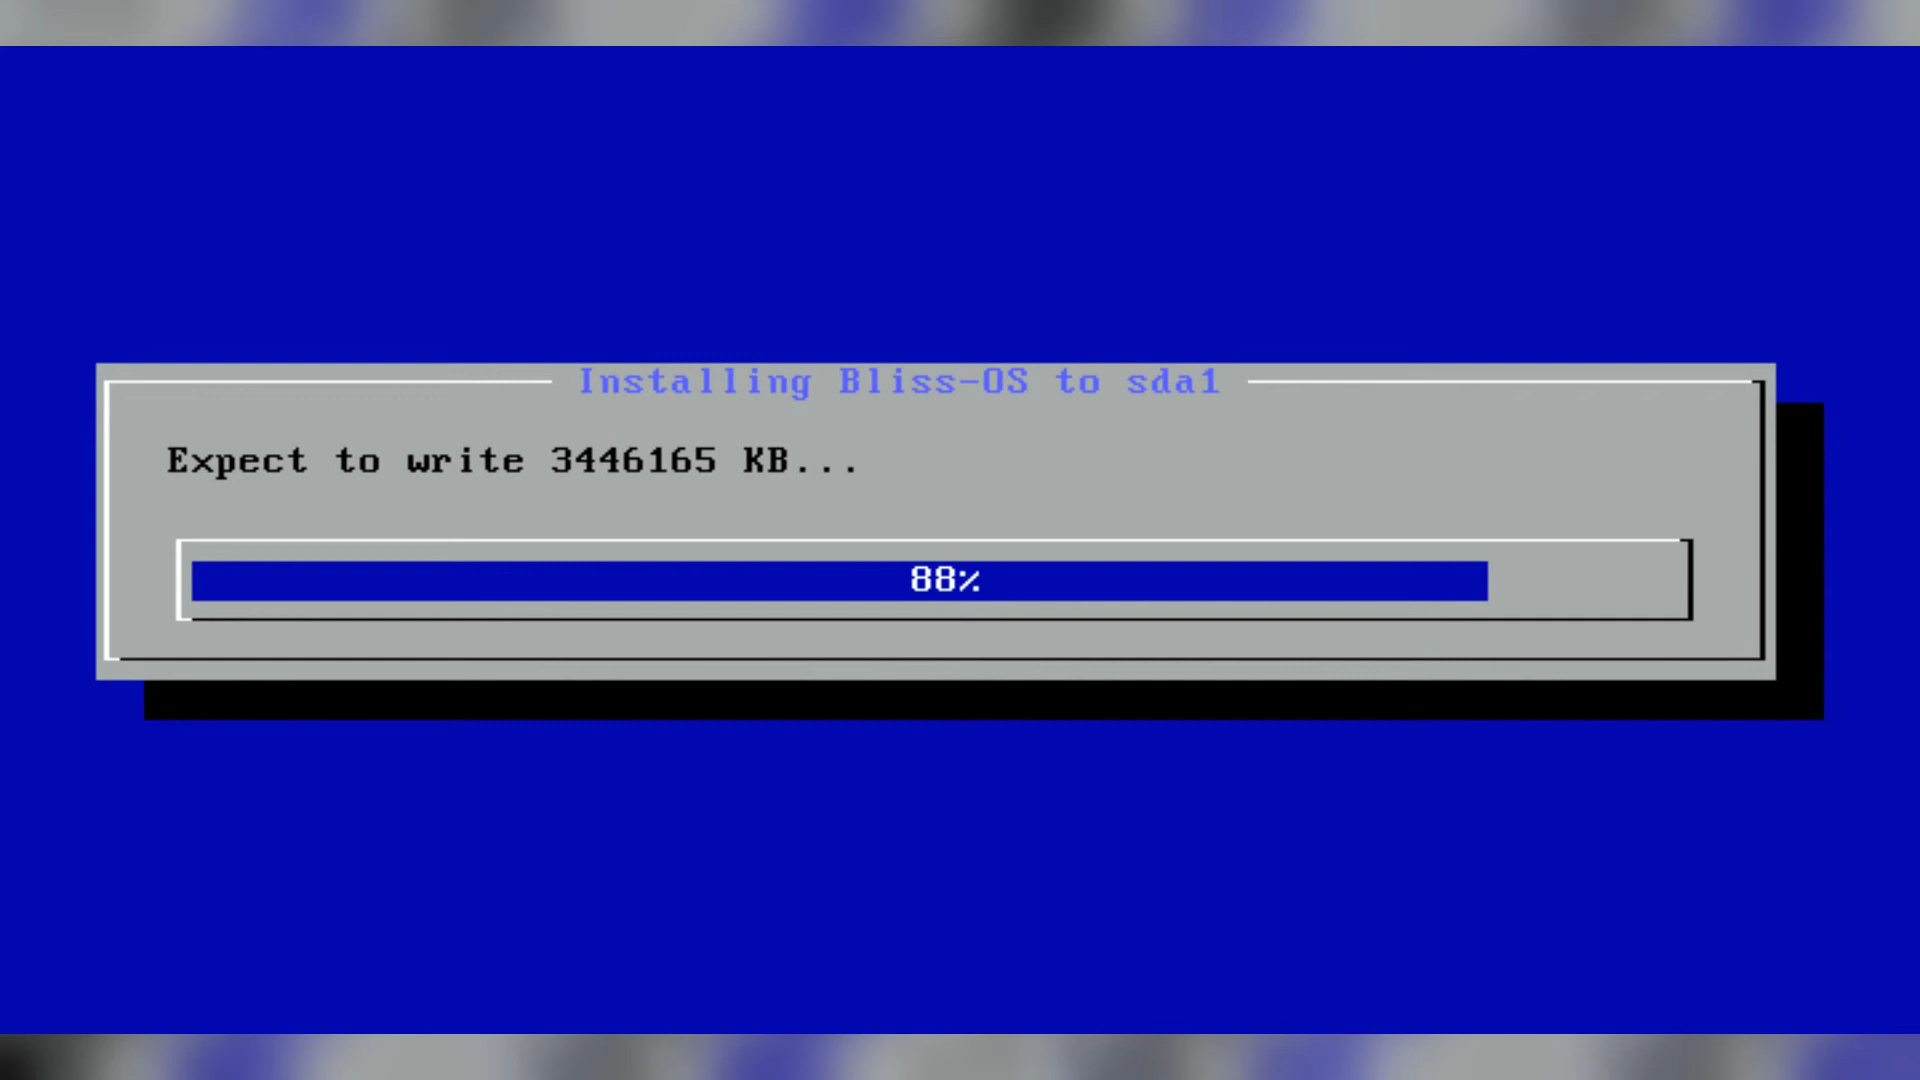 Installing Bliss-OS to sda1
Expect to write 3446165 KB...
88%